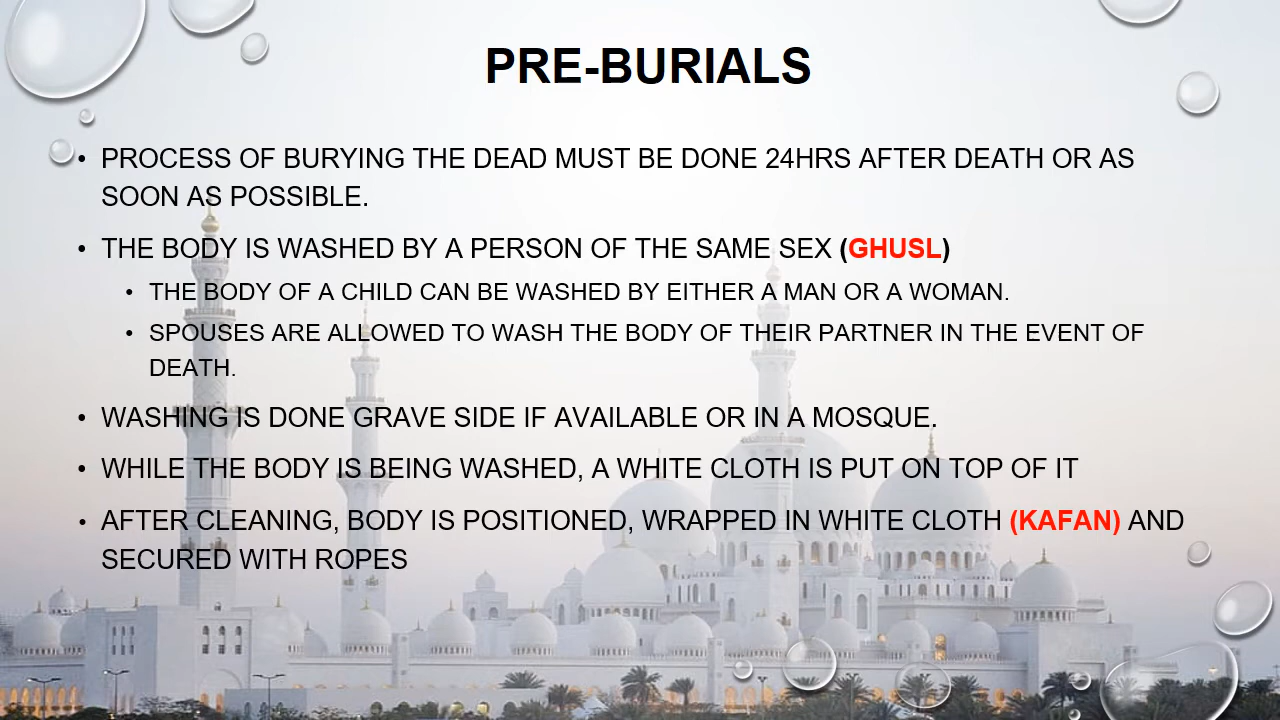 PRE-BURIALS
• PROCESS OF BURYING THE DEAD MUST BE DONE 24HRS AFTER DEATH OR AS
SOON AS POSSIBLE.
• THE BODY IS WASHED BY A PERSON OF THE SAME SEX (GHUSL)
• THE BODY OF A CHILD CAN BE WASHED BY EITHER A MAN OR A WOMAN.
• SPOUSES ARE ALLOWED TO WASH THE BODY OF THEIR PARTNER IN THE EVENT OF
DEATH.
• WASHING IS DONE GRAVE SIDE IF AVAILABLE OR IN A MOSQUE.
• WHILE THE BODY IS BEING WASHED, A WHITE CLOTH IS PUT ON TOP OF IT
• AFTER CLEANING, BODY IS POSITIONED, WRAPPED IN WHITE CLOTH (KAFAN) AND
SECURED WITH ROPES